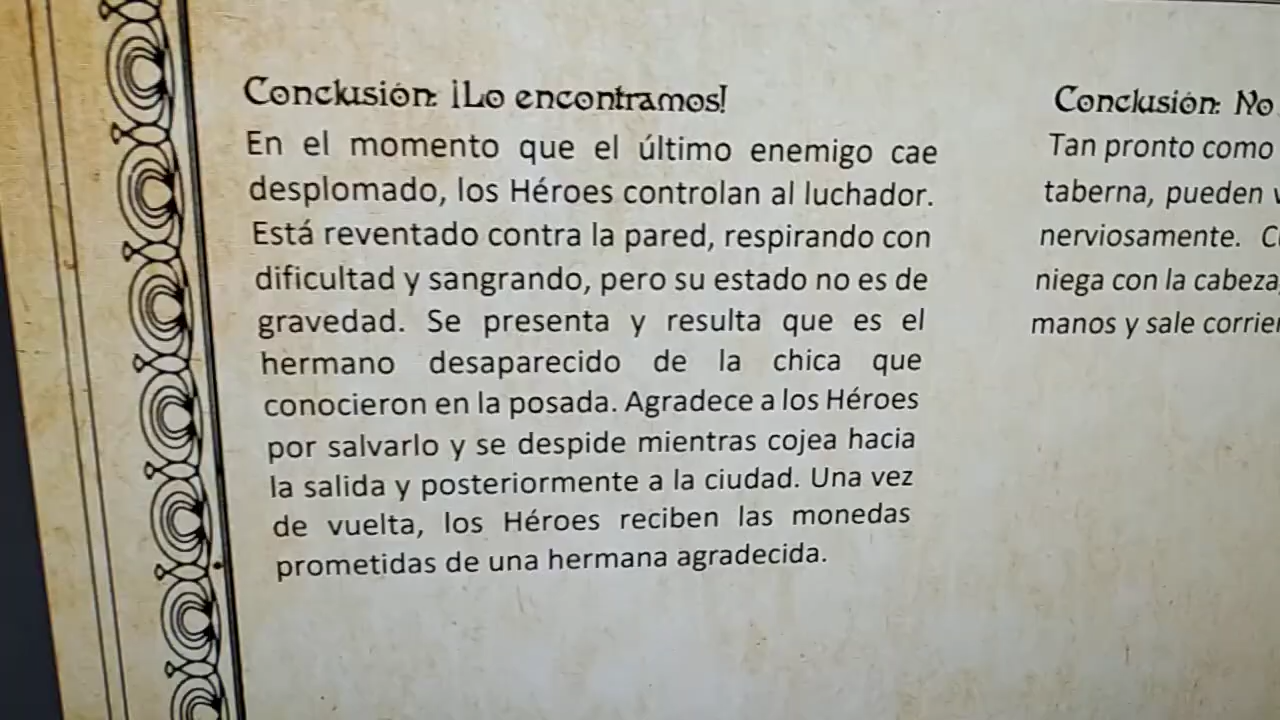 Conclusión: ¡Lo encontramos!
En el momento que el último enemigo cae
desplomado, los Héroes controlan al luchador.
Está reventado contra la pared, respirando con
dificultad y sangrando, pero su estado no es de
gravedad. Se presenta y resulta que es el
hermano desaparecido de la chica que
conocieron en la posada. Agradece a los Héroes
por salvarlo y se despide mientras cojea hacia
la salida y posteriormente a la ciudad. Una vez
de vuelta, los Héroes reciben las monedas
prometidas de una hermana agradecida.
Conclusión: No
Tan pronto como
taberna, pueden
nerviosamente.
niega con la cabeza,
manos y sale